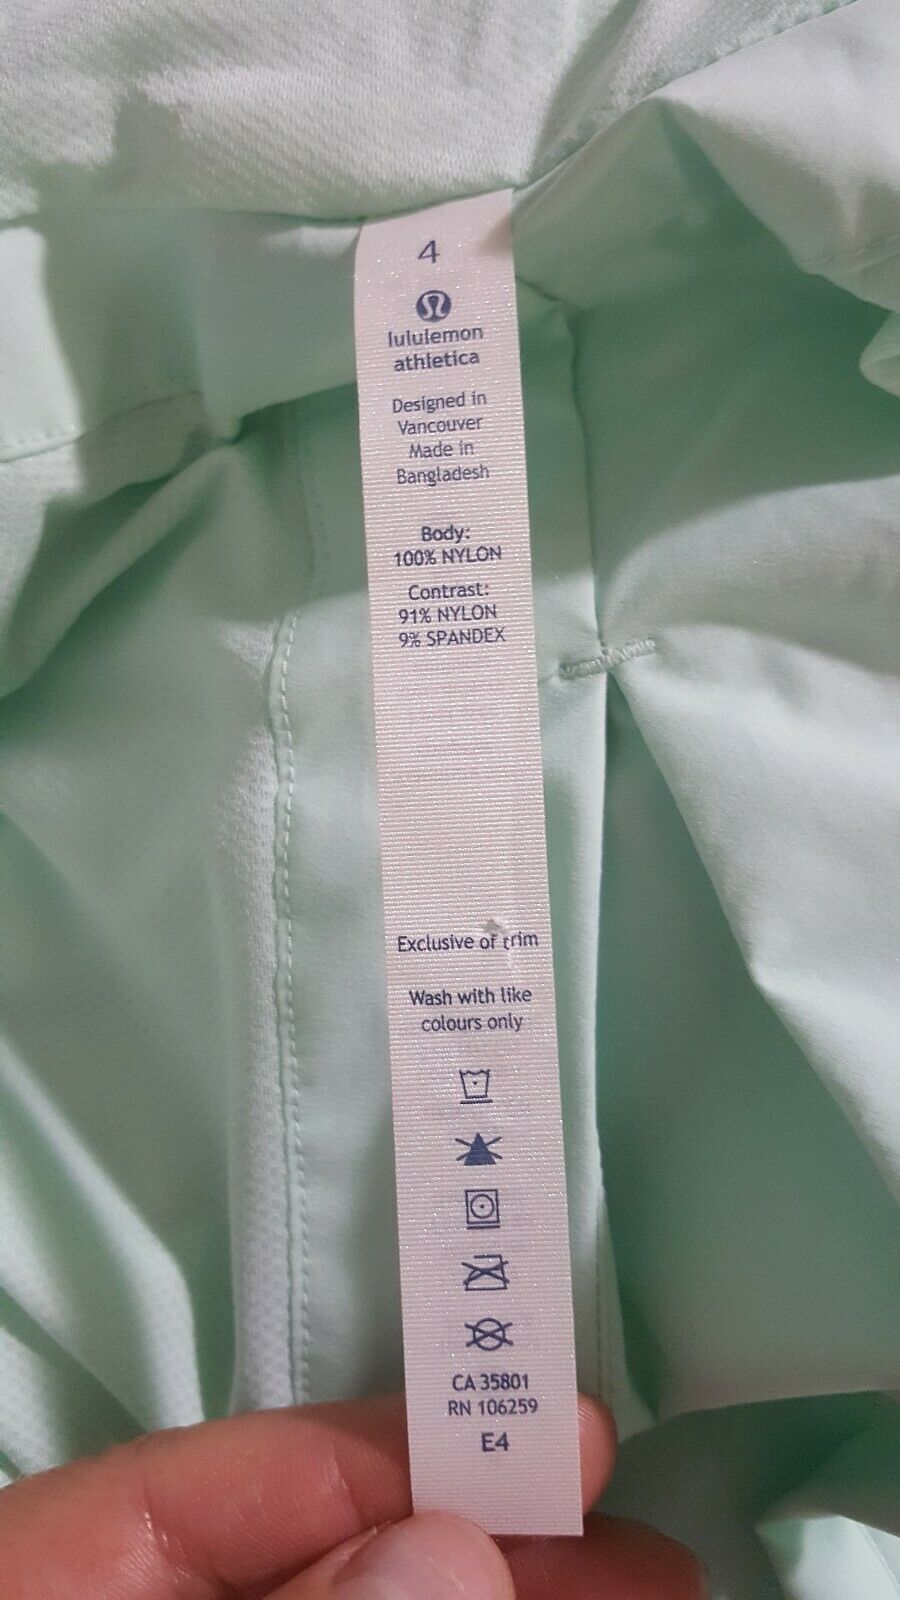 4
lululemon
athletica
Designed in
Vancouver
Made in
Bangladesh
Body:
100% NYLON
Contrast:
91% NYLON
9% SPANDEX
Exclusive of trim
Wash with like
colours only
CA 35801
RN 106259
E4